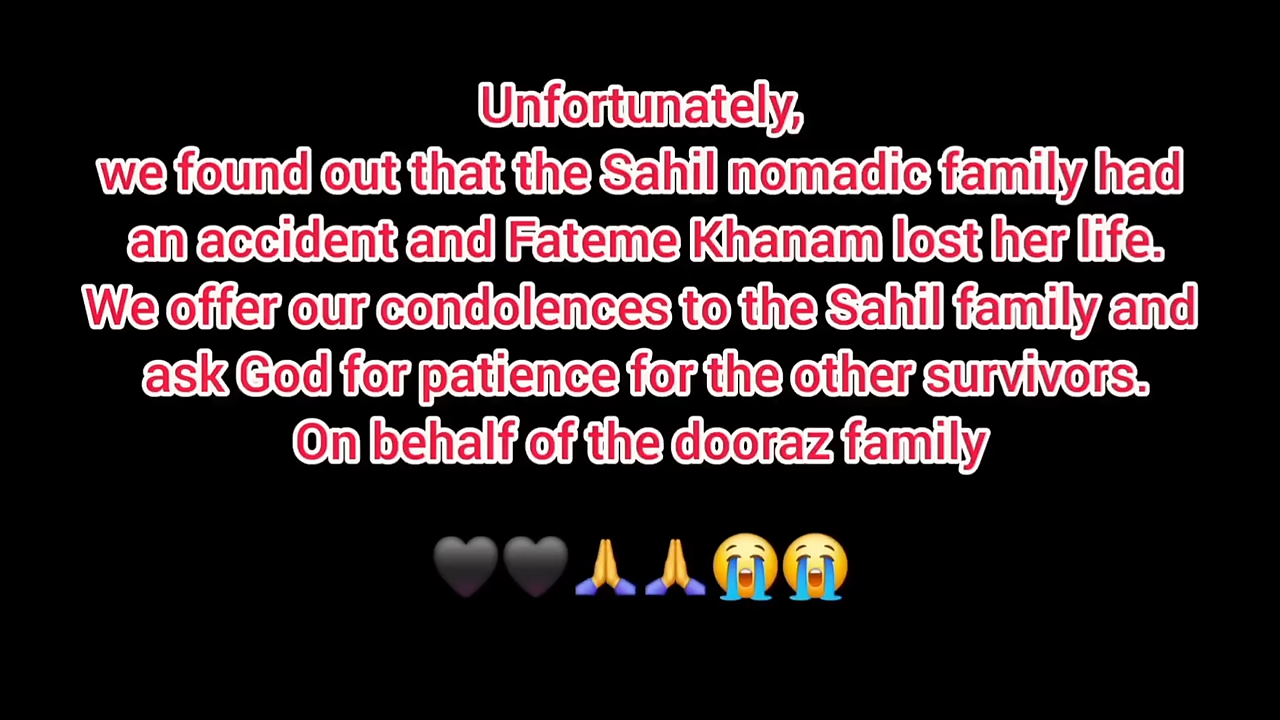 Unfortunately,
we found out that the Sahil nomadic family had
an accident and Fateme Khanam lost her life.
We offer our condolences to the Sahil family and
ask God for patience for the other survivors.
On behalf of the dooraz family
🖤🖤🙏🙏😭😭